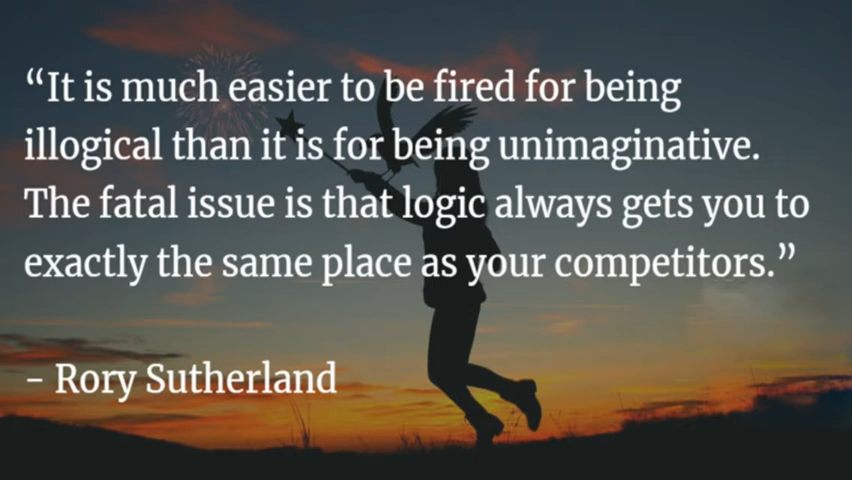 “It is much easier to be fired for being
illogical than it is for being unimaginative.
The fatal issue is that logic always gets you to
exactly the same place as your competitors.”
– Rory Sutherland